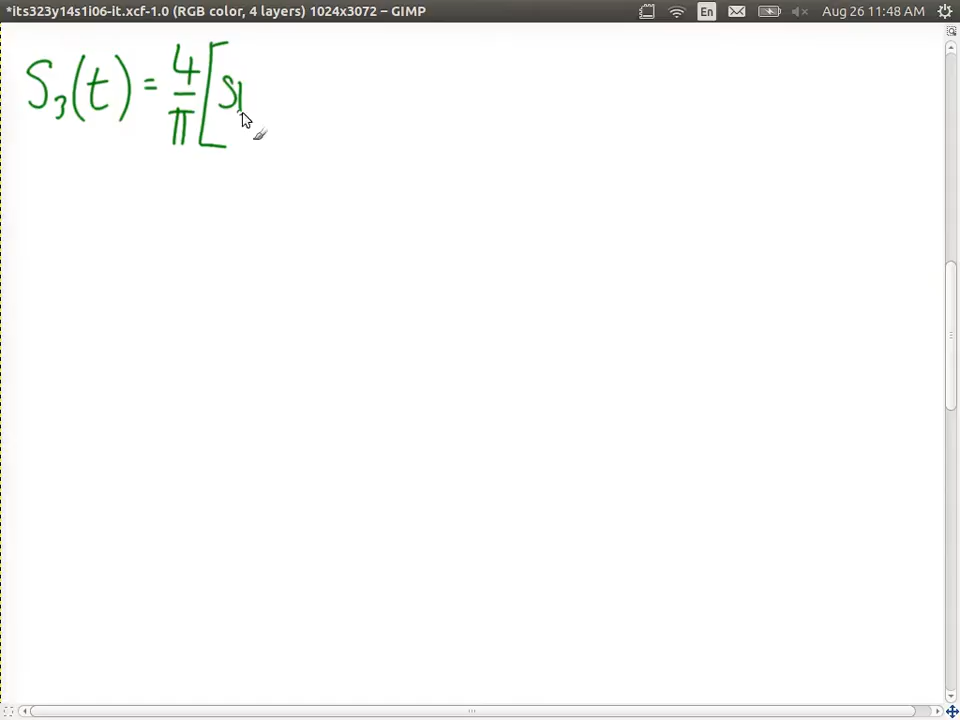 *its323y14s1i06-it.xcf-1.0 (RGB color, 4 layers) 1024x3072 – GIMP
En
Aug 26 11:48 AM
S₃(t) = 4/π [si